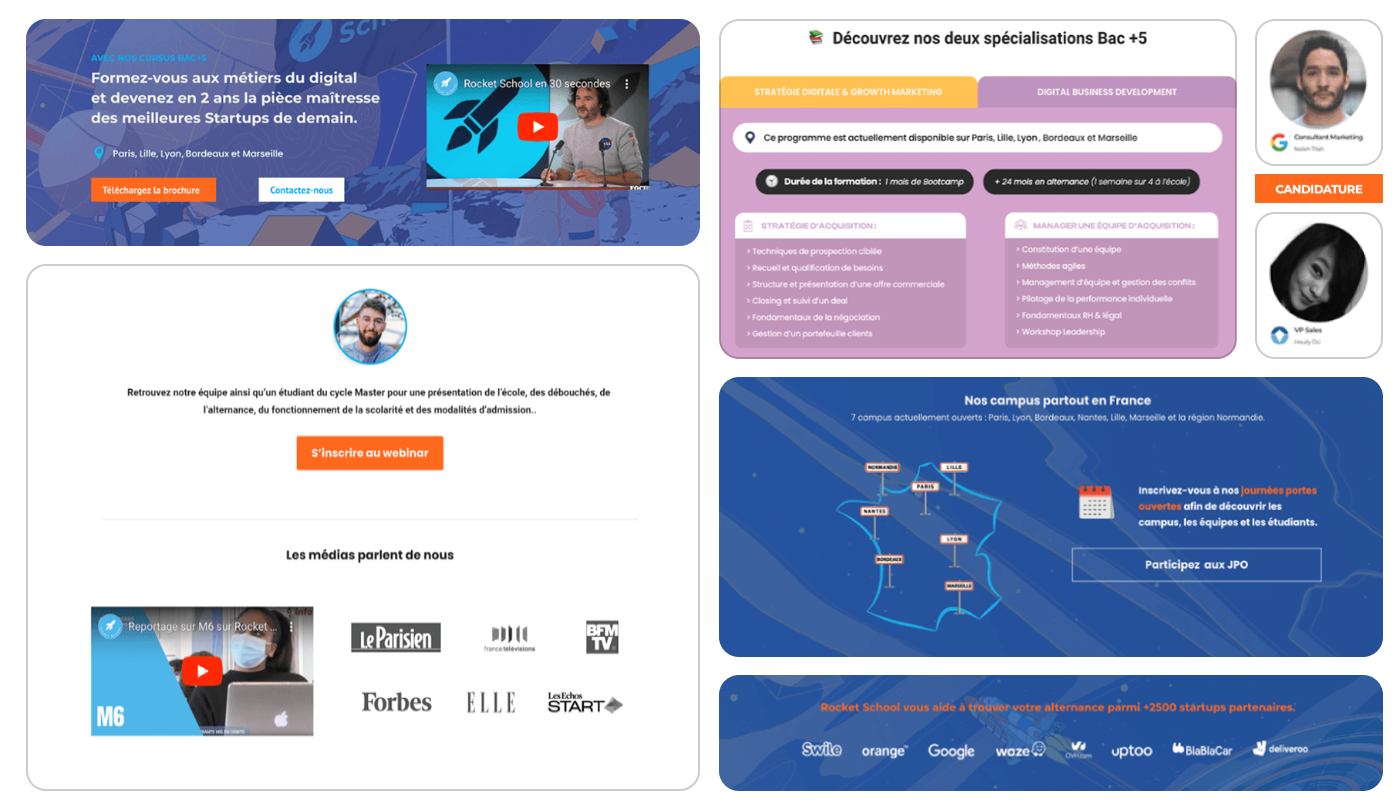 AVEC NOS CURSUS BAC+5
Formez-vous aux métiers du digital
et devenez en 2 ans la pièce maîtresse
des meilleures Startups de demain.
Paris, Lille, Lyon, Bordeaux et Marseille
Téléchargez la brochure
Contactez-nous
Rocket School en 30 secondes
Retrouvez notre équipe ainsi qu'un étudiant du cycle Master pour une présentation de l'école, des débouchés, de
l'alternance, du fonctionnement de la scolarité et des modalités d'admission..
S'inscrire au webinar
Les médias parlent de nous
Reportage sur M6 sur Rocket ...
M6
Le Parisien
francetélévisions
BFM
TV.
Forbes
ELLE
Les Echos
START
Découvrez nos deux spécialisations Bac +5
STRATÉGIE DIGITALE & GROWTH MARKETING
DIGITAL BUSINESS DEVELOPMENT
Ce programme est actuellement disponible sur Paris, Lille, Lyon, Bordeaux et Marseille
Durée de la formation : 1 mois de Bootcamp
+ 24 mois en alternance (1 semaine sur 4 à l'école)
STRATÉGIE D'ACQUISITION :
> Techniques de prospection ciblée
> Recueil et qualification de besoins
> Structure et présentation d'une offre commerciale
> Closing et suivi d'un deal
> Fondamentaux de la négociation
> Gestion d'un portefeuille clients
MANAGER UNE ÉQUIPE D'ACQUISITION :
> Constitution d'une équipe
> Méthodes agiles
> Management d'équipe et gestion des conflits
> Pilotage de la performance individuelle
> Fondamentaux RH & légal
> Workshop Leadership
Consultant Marketing
CANDIDATURE
VP Sales
Nos campus partout en France
7 campus actuellement ouverts : Paris, Lyon, Bordeaux, Nantes, Lille, Marseille et la région Normandie.
NORMANDIE
LILLE
PARIS
NANTES
LYON
BORDEAUX
MARSEILLE
Inscrivez-vous à nos journées portes
ouvertes afin de découvrir les
campus, les équipes et les étudiants.
Participez aux JPO
Rocket School vous aide à trouver votre alternance parmi +2500 startups partenaires.
Swile
orange
Google
waze
uptoo
BlaBlaCar
deliveroo